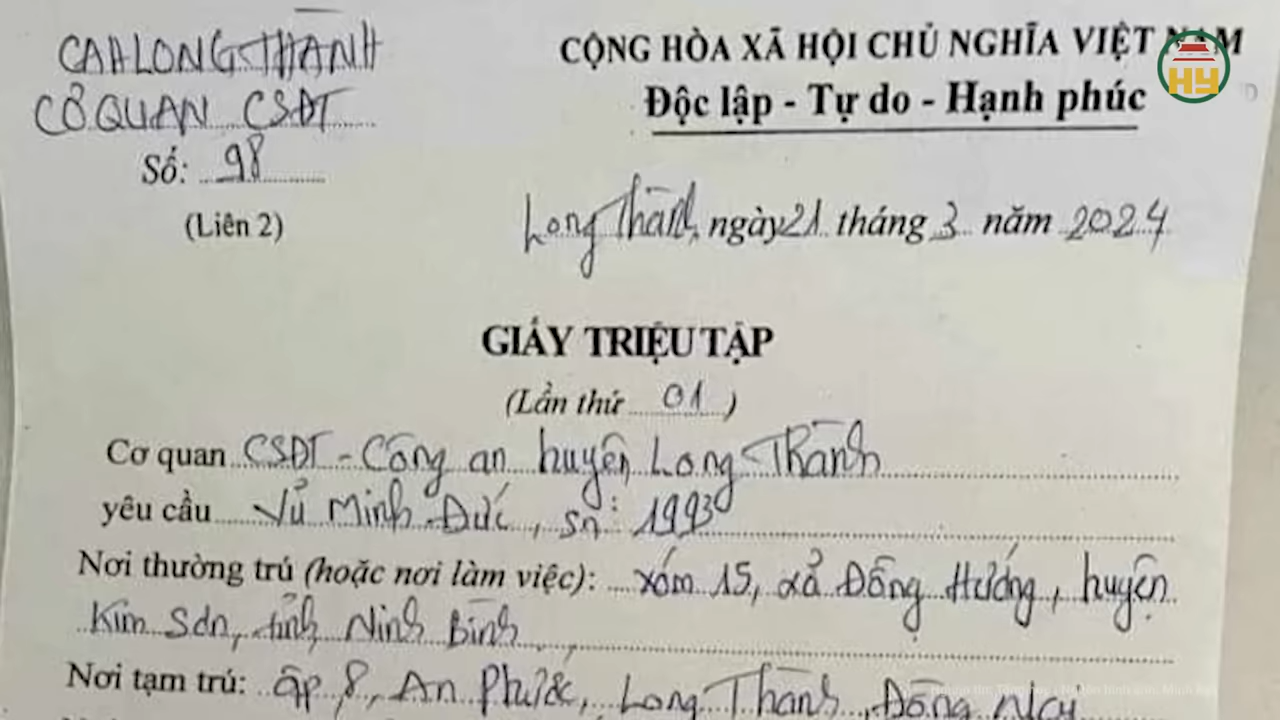 CAH LONG THÀNH
CƠ QUAN CSĐT
Số: 98
(Liên 2)
CỘNG HÒA XÃ HỘI CHỦ NGHĨA VIỆT NAM
Độc lập - Tự do - Hạnh phúc
HY
Long Thành, ngày 21 tháng 3 năm 2024
GIẤY TRIỆU TẬP
(Lần thứ 01)
Cơ quan CSĐT - Công an huyện Long Thành
yêu cầu Vủ Minh Đức, sn: 1993
Nơi thường trú (hoặc nơi làm việc): xóm 15, xả Đồng Hướng, huyện
Kim Sơn, tỉnh Ninh Bình
Nơi tạm trú: ấp 8, An Phước, Long Thành, Đồng Nai